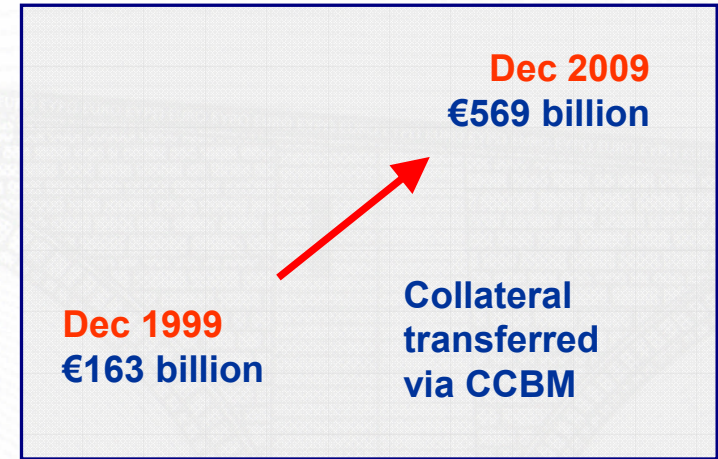 Dec 2009
€569 billion
Dec 1999
€163 billion
Collateral
transferred
via CCBM